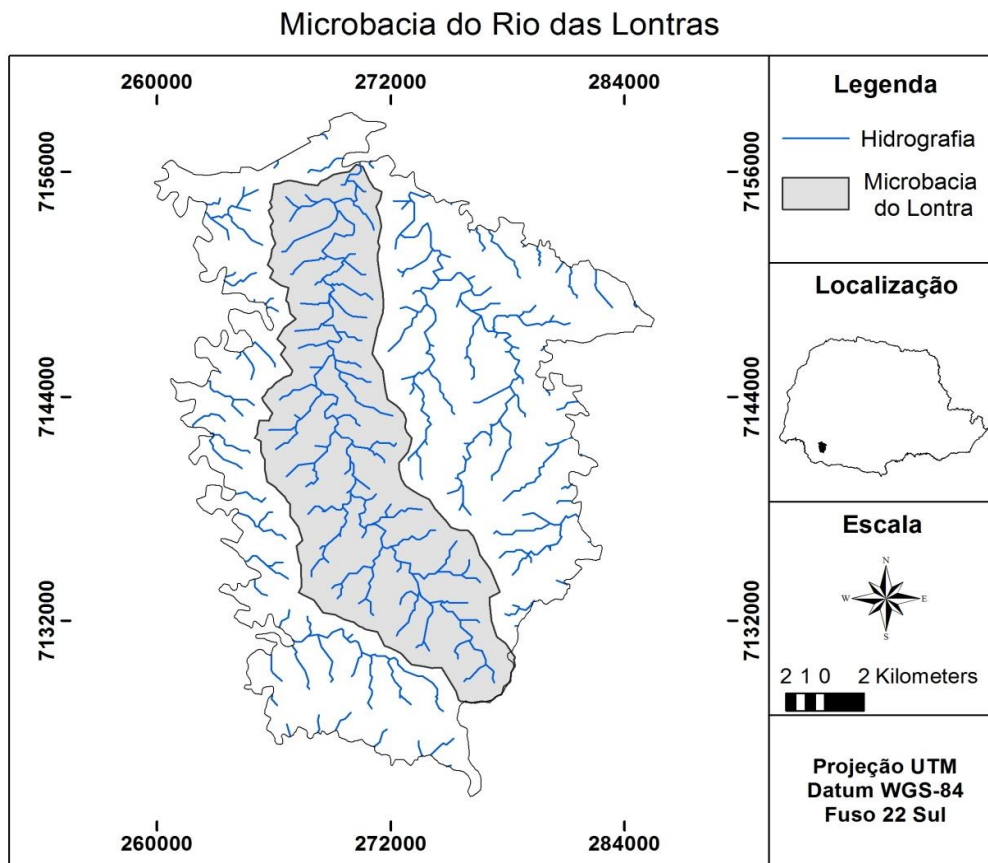 Microbacia do Rio das Lontras
260000
272000
284000
7156000
7144000
7132000
7156000
7144000
7132000
260000
272000
284000
Legenda
Hidrografia
Microbacia
do Lontra
Localização
Escala
N
W
E
S
2 1 0 2 Kilometers
Projeção UTM
Datum WGS-84
Fuso 22 Sul